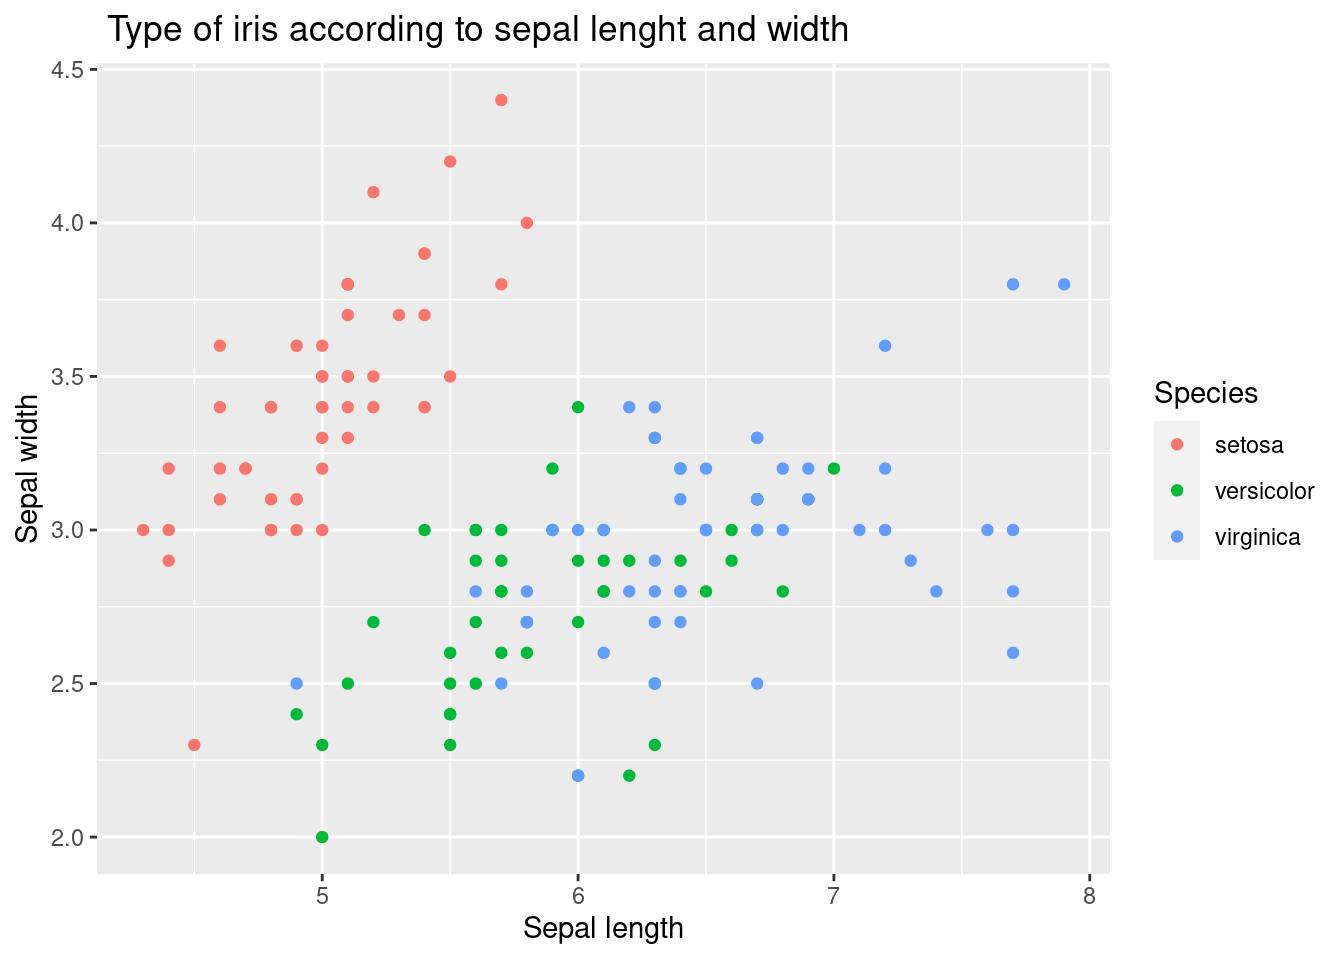 Type of iris according to sepal lenght and width
4.5
4.0
3.5
3.0
2.5
2.0
Sepal width
5 6 7 8
Sepal length
Species
setosa
versicolor
virginica